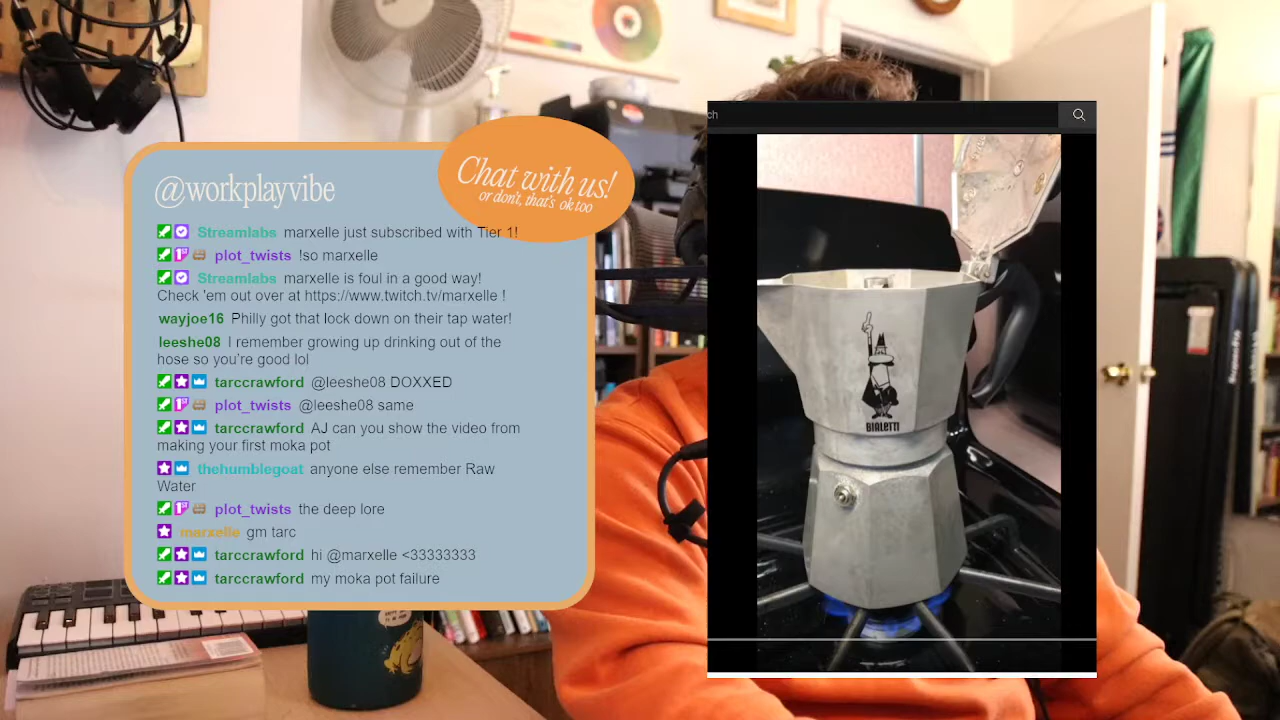 @workplayvibe
Chat with us!
or don't, that's ok too
Streamlabs marxelle just subscribed with Tier 1!
plot_twists !so marxelle
Streamlabs marxelle is foul in a good way!
Check 'em out over at https://www.twitch.tv/marxelle !
wayjoe16 Philly got that lock down on their tap water!
leeshe08 I remember growing up drinking out of the
hose so you're good lol
tarccrawford @leeshe08 DOXXED
plot_twists @leeshe08 same
tarccrawford AJ can you show the video from
making your first moka pot
thehumblegoat anyone else remember Raw
Water
plot_twists the deep lore
marxelle gm tarc
tarccrawford hi @marxelle <33333333
tarccrawford my moka pot failure
ch
BIALETTI